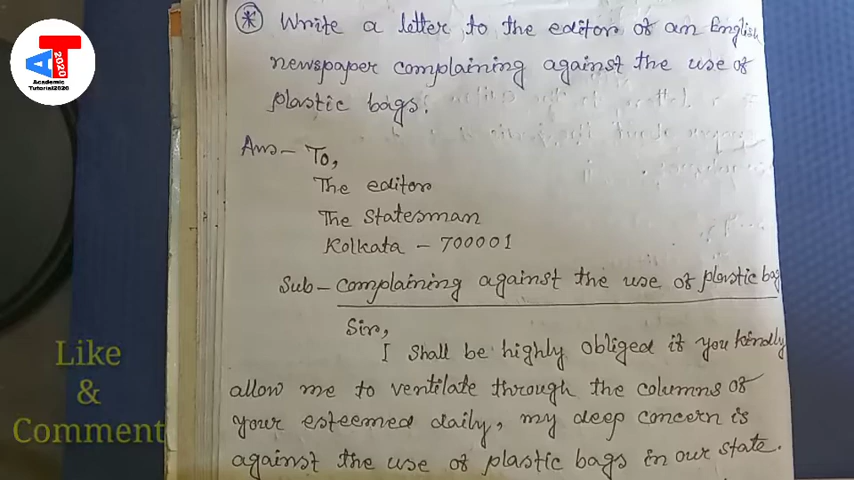 AT
2020
Academic
Tutorial2020
* Write a letter to the editor of an English
newspaper complaining against the use of
plastic bags.
Ans- To,
The editor
The Statesman
Kolkata - 700001
Sub- complaining against the use of plastic bag
Sir,
I shall be highly obliged if you kindly
allow me to ventilate through the columns of
your esteemed daily, my deep concern is
against the use of plastic bags in our state.
Like
&
Comment